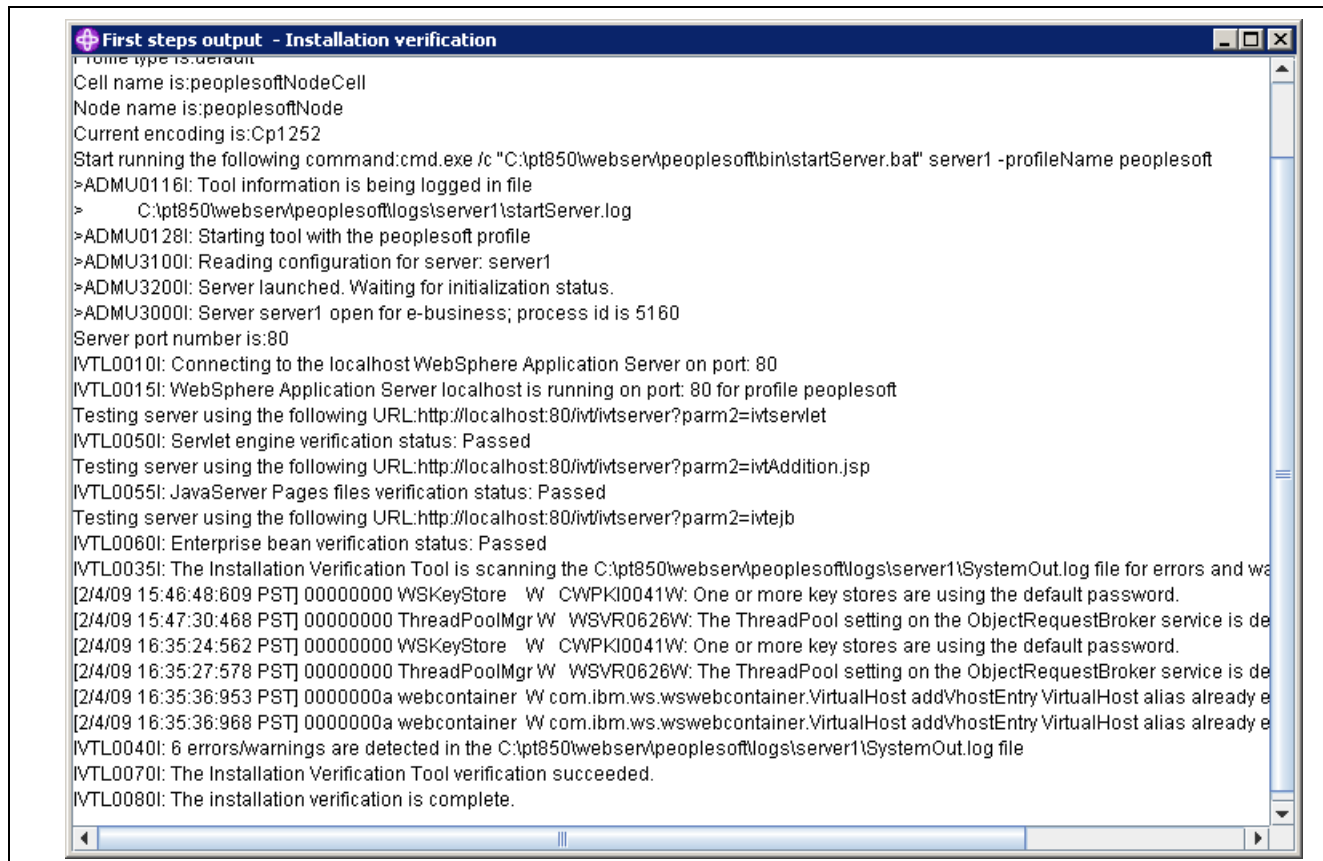 First steps output - Installation verification
Profile type is:default
Cell name is:peoplesoftNodeCell
Node name is:peoplesoftNode
Current encoding is:Cp1252
Start running the following command:cmd.exe /c "C:\pt850\webserv\peoplesoft\bin\startServer.bat" server1 -profileName peoplesoft
>ADMU0116I: Tool information is being logged in file
> C:\pt850\webserv\peoplesoft\logs\server1\startServer.log
>ADMU0128I: Starting tool with the peoplesoft profile
>ADMU3100I: Reading configuration for server: server1
>ADMU3200I: Server launched. Waiting for initialization status.
>ADMU3000I: Server server1 open for e-business; process id is 5160
Server port number is:80
IVTL0010I: Connecting to the localhost WebSphere Application Server on port: 80
IVTL0015I: WebSphere Application Server localhost is running on port: 80 for profile peoplesoft
Testing server using the following URL:http://localhost:80/ivt/ivtserver?parm2=ivtservlet
IVTL0050I: Servlet engine verification status: Passed
Testing server using the following URL:http://localhost:80/ivt/ivtserver?parm2=ivtAddition.jsp
IVTL0055I: JavaServer Pages files verification status: Passed
Testing server using the following URL:http://localhost:80/ivt/ivtserver?parm2=ivtejb
IVTL0060I: Enterprise bean verification status: Passed
IVTL0035I: The Installation Verification Tool is scanning the C:\pt850\webserv\peoplesoft\logs\server1\SystemOut.log file for errors and wa
[2/4/09 15:46:48:609 PST] 00000000 WSKeyStore W CWPKI0041W: One or more key stores are using the default password.
[2/4/09 15:47:30:468 PST] 00000000 ThreadPoolMgr W WSVR0626W: The ThreadPool setting on the ObjectRequestBroker service is de
[2/4/09 16:35:24:562 PST] 00000000 WSKeyStore W CWPKI0041W: One or more key stores are using the default password.
[2/4/09 16:35:27:578 PST] 00000000 ThreadPoolMgr W WSVR0626W: The ThreadPool setting on the ObjectRequestBroker service is de
[2/4/09 16:35:36:953 PST] 0000000a webcontainer W com.ibm.ws.wswebcontainer.VirtualHost addVhostEntry VirtualHost alias already e
[2/4/09 16:35:36:968 PST] 0000000a webcontainer W com.ibm.ws.wswebcontainer.VirtualHost addVhostEntry VirtualHost alias already e
IVTL0040I: 6 errors/warnings are detected in the C:\pt850\webserv\peoplesoft\logs\server1\SystemOut.log file
IVTL0070I: The Installation Verification Tool verification succeeded.
IVTL0080I: The installation verification is complete.